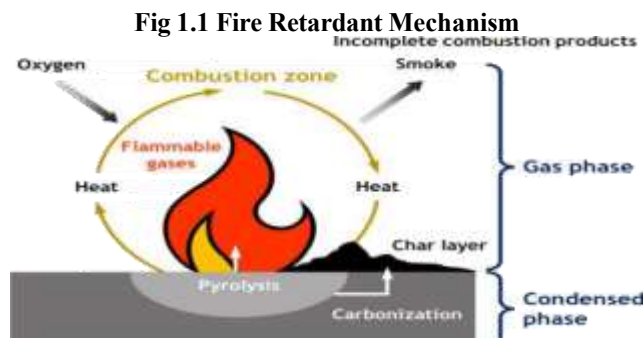 Fig 1.1 Fire Retardant Mechanism
Incomplete combustion products
Oxygen
Smoke
Combustion zone
Flammable
gases
Heat
Heat
Gas phase
Char layer
Pyrolysis
Carbonization
Condensed
phase